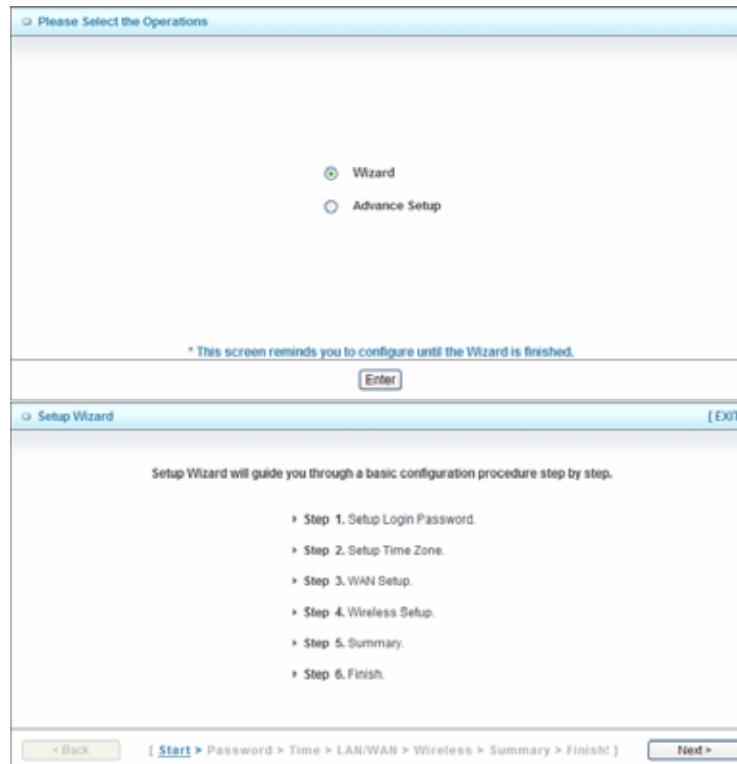 Please Select the Operations
Wizard
Advance Setup
* This screen reminds you to configure until the Wizard is finished.
Enter
Setup Wizard [ EXIT
Setup Wizard will guide you through a basic configuration procedure step by step.
Step 1. Setup Login Password.
Step 2. Setup Time Zone.
Step 3. WAN Setup.
Step 4. Wireless Setup.
Step 5. Summary.
Step 6. Finish.
< Back [ Start > Password > Time > LAN/WAN > Wireless > Summary > Finish! ] Next >